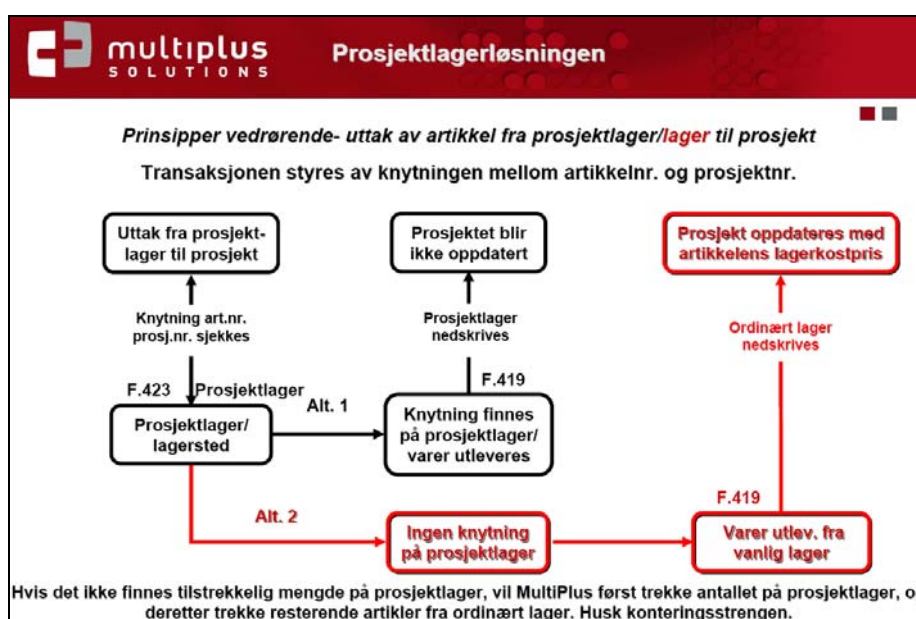 multiplus
SOLUTIONS
Prosjektlagerløsningen
Prinsipper vedrørende- uttak av artikkel fra prosjektlager/lager til prosjekt
Transaksjonen styres av knytningen mellom artikkelnr. og prosjektnr.
Uttak fra prosjekt-
lager til prosjekt
Prosjektet blir
ikke oppdatert
Prosjekt oppdateres med
artikkelens lagerkostpris
Knytning art.nr.
prosj.nr. sjekkes
Prosjektlager
nedskrives
Ordinært lager
nedskrives
F.423
Prosjektlager
Alt. 1
F.419
Prosjektlager/
lagersted
Knytning finnes
på prosjektlager/
varer utleveres
Alt. 2
F.419
Ingen knytning
på prosjektlager
Varer utlev. fra
vanlig lager
Hvis det ikke finnes tilstrekkelig mengde på prosjektlager, vil MultiPlus først trekke antallet på prosjektlager, o
deretter trekke resterende artikler fra ordinært lager. Husk konteringsstrengen.